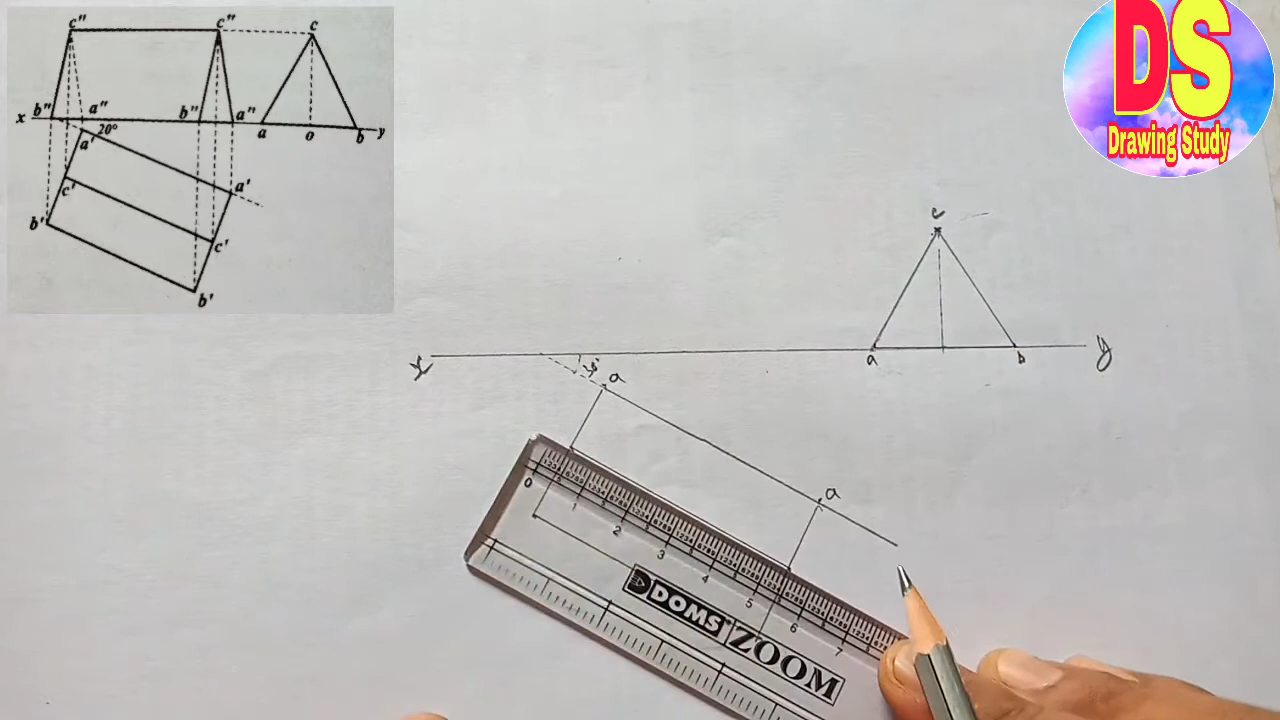 c'' c'' c
x b'' a'' b'' a'' a o b y
20°
a' a'
c' c'
b' b'
DS
Drawing Study
c
x a b y
a
a
0 1 2 3 4 5 6 7
DOMS ZOOM